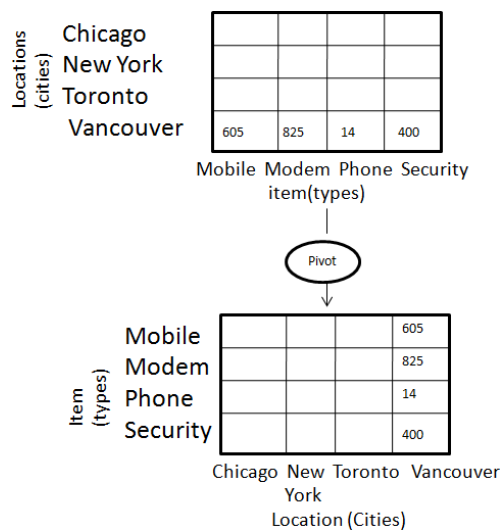 Locations
(cities)
Chicago
New York
Toronto
Vancouver
605 825 14 400
Mobile Modem Phone Security
item(types)
Pivot
Item
(types)
Mobile 605
Modem 825
Phone 14
Security 400
Chicago New Toronto Vancouver
York
Location (Cities)